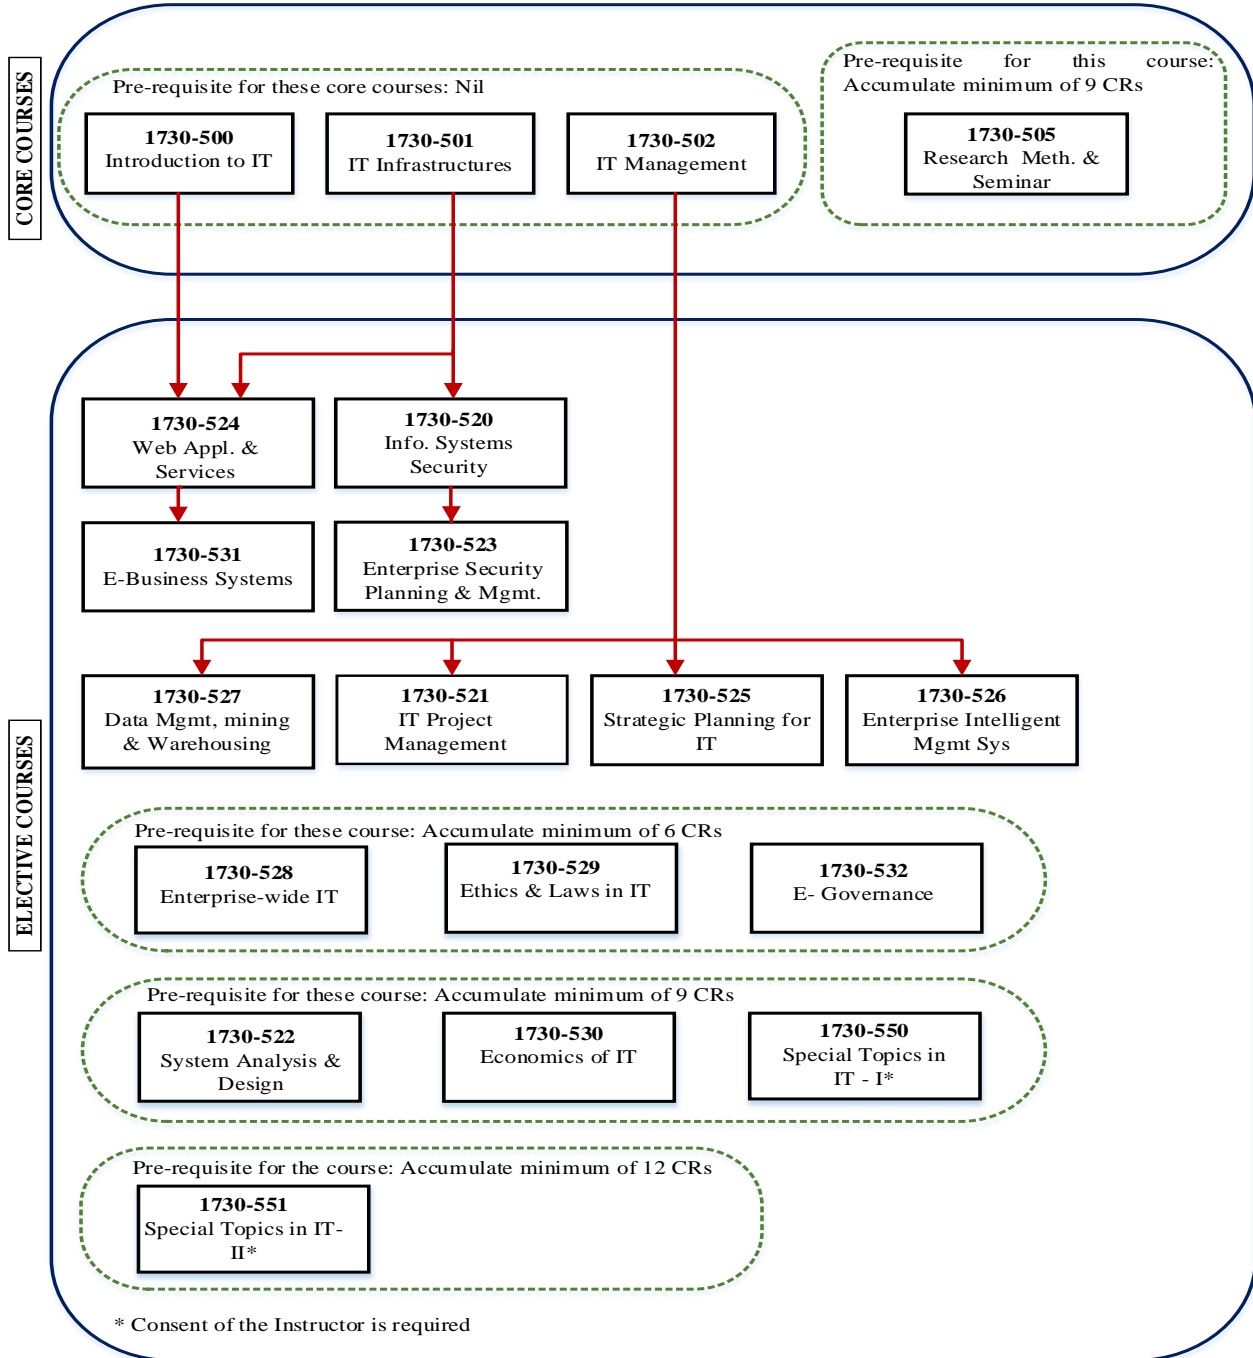 CORE COURSES
Pre-requisite for these core courses: Nil
1730-500
Introduction to IT
1730-501
IT Infrastructures
1730-502
IT Management
Pre-requisite for this course:
Accumulate minimum of 9 CRs
1730-505
Research Meth. &
Seminar
ELECTIVE COURSES
1730-524
Web Appl. &
Services
1730-520
Info. Systems
Security
1730-531
E-Business Systems
1730-523
Enterprise Security
Planning & Mgmt.
1730-527
Data Mgmt, mining
& Warehousing
1730-521
IT Project
Management
1730-525
Strategic Planning for
IT
1730-526
Enterprise Intelligent
Mgmt Sys
Pre-requisite for these course: Accumulate minimum of 6 CRs
1730-528
Enterprise-wide IT
1730-529
Ethics & Laws in IT
1730-532
E- Governance
Pre-requisite for these course: Accumulate minimum of 9 CRs
1730-522
System Analysis &
Design
1730-530
Economics of IT
1730-550
Special Topics in
IT - I*
Pre-requisite for the course: Accumulate minimum of 12 CRs
1730-551
Special Topics in IT-
II*
* Consent of the Instructor is required